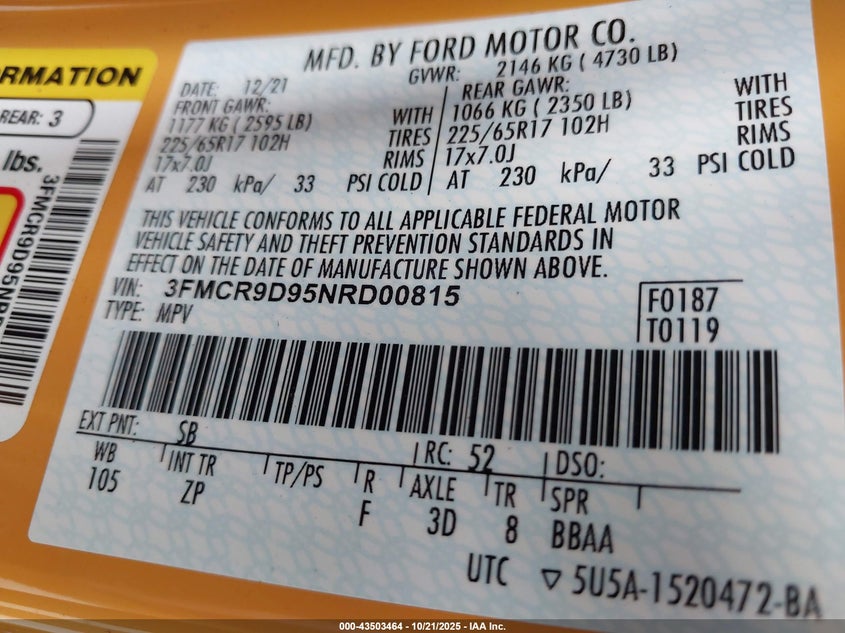 ORMATION
REAR: 3
lbs.
3FMCR9D95NR
MFD. BY FORD MOTOR CO.
DATE: 12/21 GVWR: 2146 KG ( 4730 LB)
FRONT GAWR: REAR GAWR:
1177 KG ( 2595 LB) WITH 1066 KG ( 2350 LB) WITH
225/65R17 102H TIRES 225/65R17 102H TIRES
17x7.0J RIMS 17x7.0J RIMS
AT 230 kPa/ 33 PSI COLD AT 230 kPa/ 33 PSI COLD
THIS VEHICLE CONFORMS TO ALL APPLICABLE FEDERAL MOTOR
VEHICLE SAFETY AND THEFT PREVENTION STANDARDS IN
EFFECT ON THE DATE OF MANUFACTURE SHOWN ABOVE.
VIN: 3FMCR9D95NRD00815
TYPE: MPV
F0187
T0119
EXT PNT: SB RC: 52 DSO:
WB INT TR TP/PS R AXLE TR SPR
105 ZP F 3D 8 BBAA
UTC ▽ 5U5A-1520472-BA
000-43503464 | 10/21/2025 - IAA Inc.